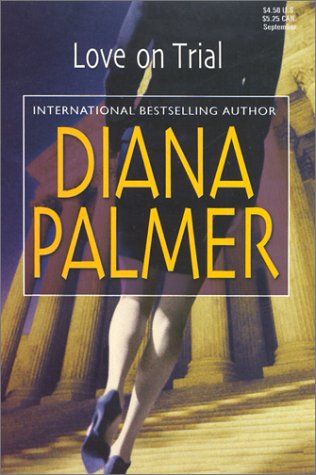 $4.50 U.S.
$5.25 CAN.
September
Love on Trial
INTERNATIONAL BESTSELLING AUTHOR
DIANA
PALMER